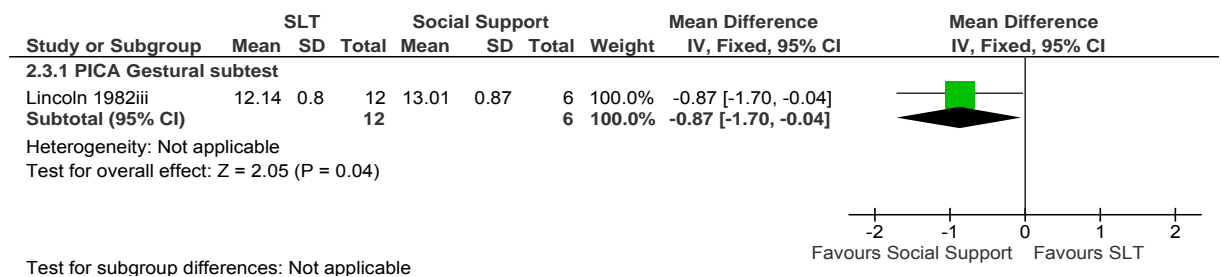 SLT Social Support Mean Difference Mean Difference
Study or Subgroup Mean SD Total Mean SD Total Weight IV, Fixed, 95% CI IV, Fixed, 95% CI
2.3.1 PICA Gestural subtest
Lincoln 1982iii 12.14 0.8 12 13.01 0.87 6 100.0% -0.87 [-1.70, -0.04]
Subtotal (95% CI) 12 6 100.0% -0.87 [-1.70, -0.04]
Heterogeneity: Not applicable
Test for overall effect: Z = 2.05 (P = 0.04)
-2 -1 0 1 2
Favours Social Support Favours SLT
Test for subgroup differences: Not applicable